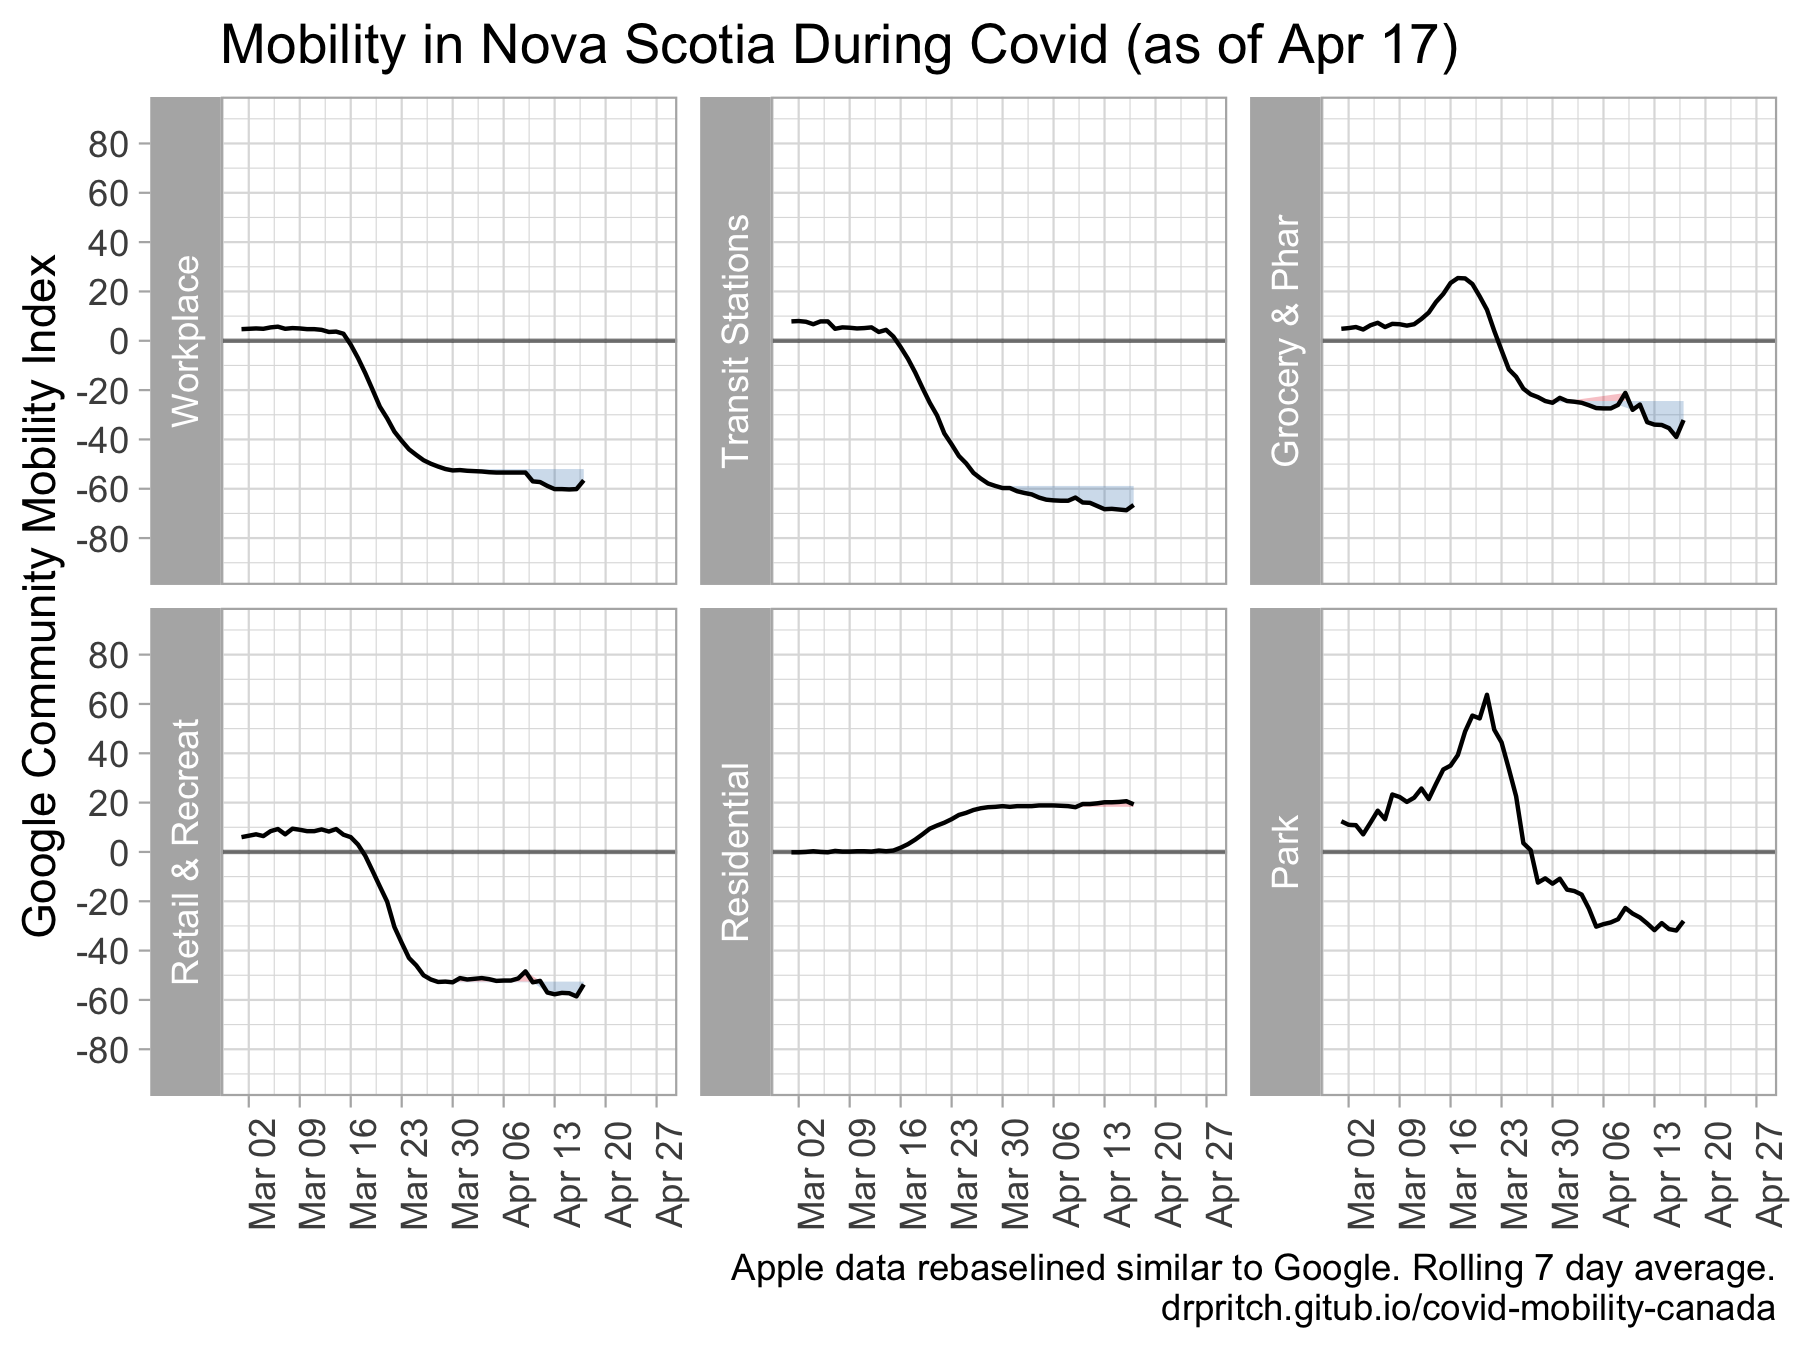 Mobility in Nova Scotia During Covid (as of Apr 17)
Google Community Mobility Index
Workplace
80
60
40
20
0
-20
-40
-60
-80
Transit Stations
Grocery & Phar
Retail & Recreat
80
60
40
20
0
-20
-40
-60
-80
Residential
Park
Mar 02
Mar 09
Mar 16
Mar 23
Mar 30
Apr 06
Apr 13
Apr 20
Apr 27
Mar 02
Mar 09
Mar 16
Mar 23
Mar 30
Apr 06
Apr 13
Apr 20
Apr 27
Mar 02
Mar 09
Mar 16
Mar 23
Mar 30
Apr 06
Apr 13
Apr 20
Apr 27
Apple data rebaselined similar to Google. Rolling 7 day average.
drpritch.gitub.io/covid-mobility-canada